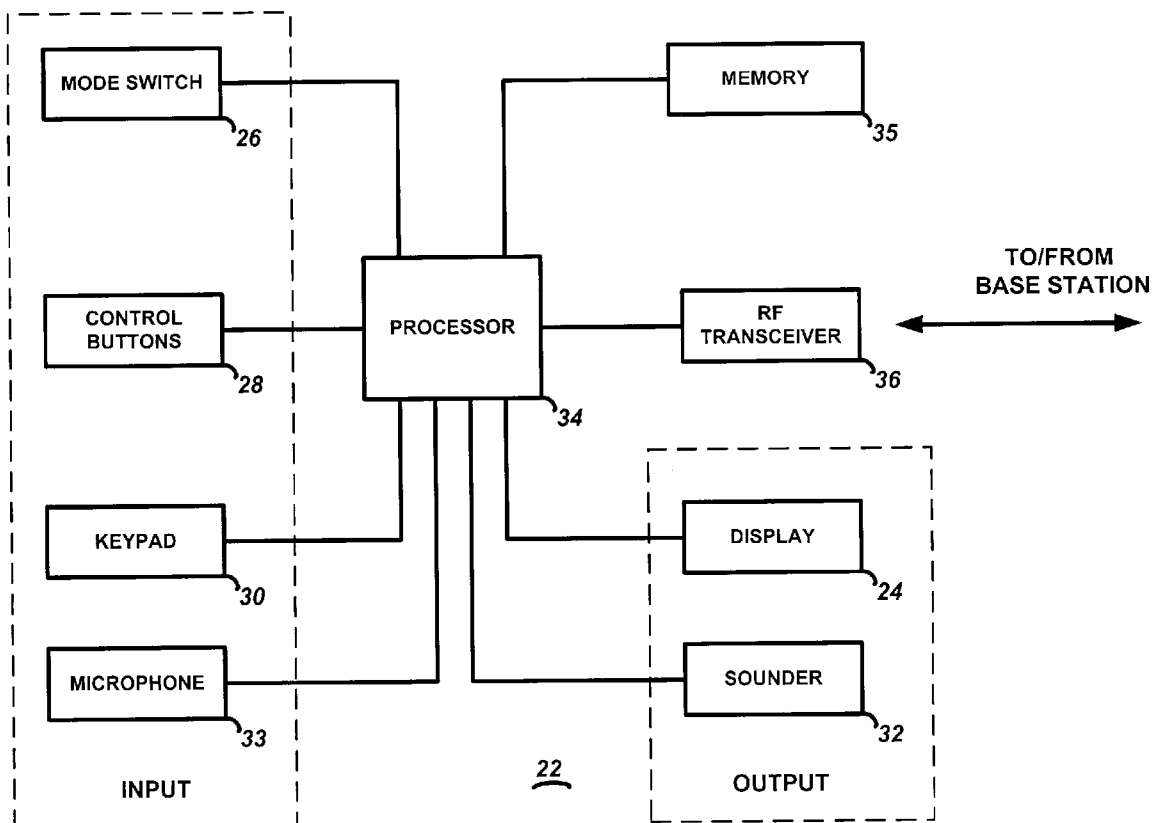 MODE SWITCH
26
MEMORY
35
CONTROL
BUTTONS
28
PROCESSOR
34
RF
TRANSCEIVER
36
TO/FROM
BASE STATION
KEYPAD
30
DISPLAY
24
MICROPHONE
33
SOUNDER
32
INPUT
22
OUTPUT